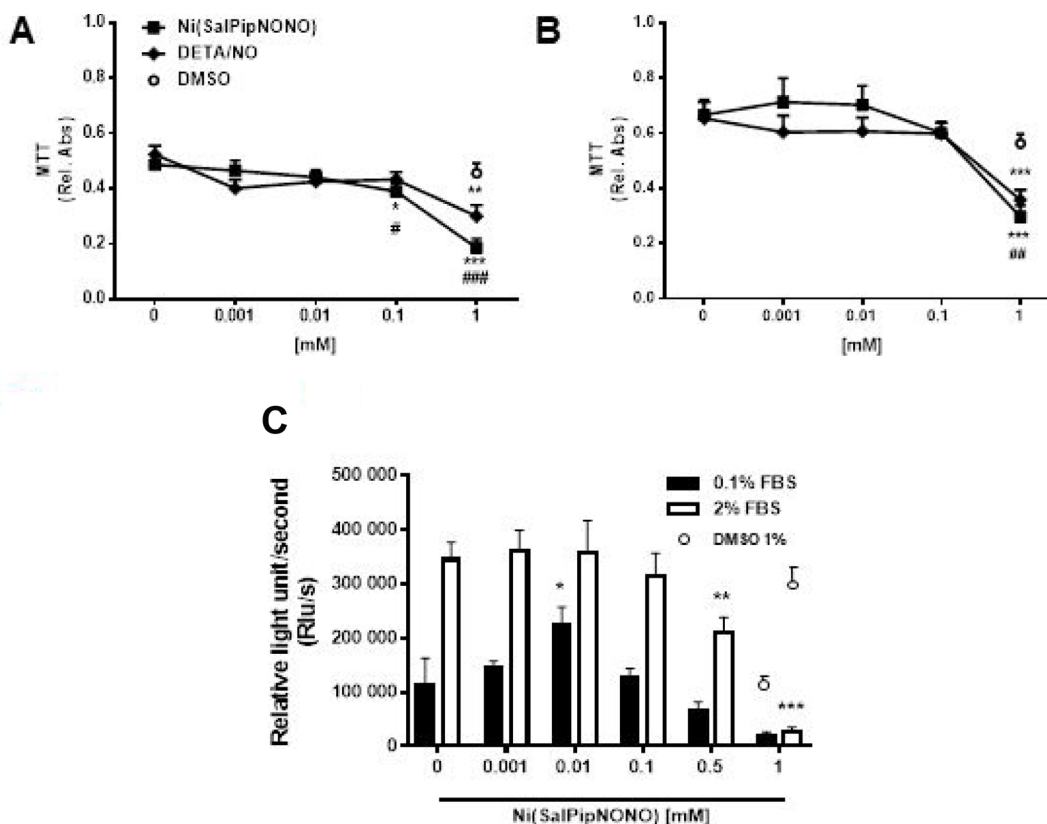 A
B
1.0
Ni(SalPipNONO)
DETA/NO
DMSO
0.8
0.6
0.4
0.2
0.0
MTT
(Rel. Abs)
**
*
#
***
###
0 0.001 0.01 0.1 1
[mM]
1.0
0.8
0.6
0.4
0.2
0.0
MTT
(Rel. Abs)
***
***
##
0 0.001 0.01 0.1 1
[mM]
C
500 000
400 000
300 000
200 000
100 000
0
Relative light unit/second
(Rlu/s)
0.1% FBS
2% FBS
DMSO 1%
*
**
***
0 0.001 0.01 0.1 0.5 1
Ni(SalPipNONO) [mM]